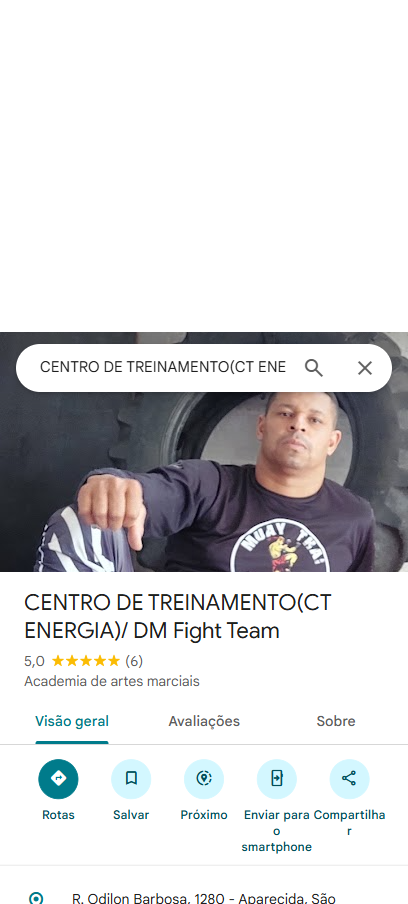 CENTRO DE TREINAMENTO(CT ENE
MUAY THAI
CENTRO DE TREINAMENTO(CT
ENERGIA)/ DM Fight Team
5,0 ★★★★★ (6)
Academia de artes marciais
Visão geral
Avaliações
Sobre
Rotas
Salvar
Próximo
Enviar para
o
smartphone
Compartilha
r
R. Odilon Barbosa, 1280 - Aparecida, São